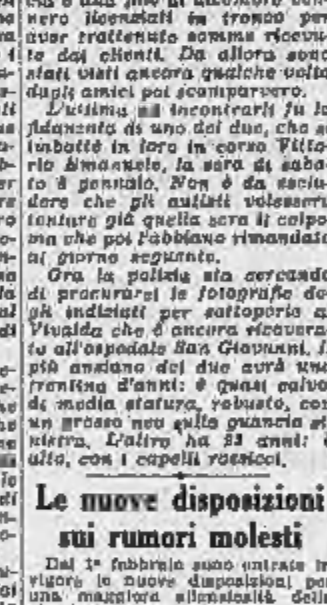 nero licenziati in tronco per
aver trattenuto somme ricevu-
te dai clienti. Da allora sono
stati visti ancora qualche volta
dagli amici poi scomparvero.
L'ultima ad incontrarli fu la
fidanzata di uno dei due, che s
imbattè in loro in corso Vitto-
rio Emanuele, la sera di saba-
to 8 gennaio. Non è da esclu-
dere che gli autisti volessero
tentare già quella sera il colpo
ma che poi l'abbiano rimandato
al giorno seguente.
Ora la polizia sta cercando
di procurarsi le fotografie de
gli indiziati per sottoporle a
Vivalda che è ancora ricovera-
to all'ospedale San Giovanni. I
più anziano dei due avrà una
trentina d'anni: è quasi calvo
di media statura, robusto, con
un grosso neo sulla guancia si
nistra. L'altro ha 23 anni: è
alto, con i capelli rossicci.
Le nuove disposizioni
sui rumori molesti
Dal 1° febbraio sono entrate in
vigore le nuove disposizioni per
una maggiore silenziosità delle